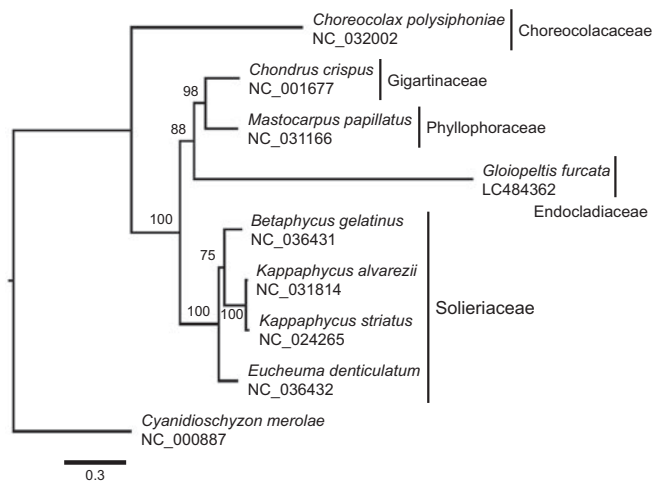 Choreocolax polysiphoniae
NC_032002
Choreocolacaceae
Chondrus crispus
NC_001677
Gigartinaceae
98
Mastocarpus papillatus
NC_031166
Phyllophoraceae
88
Gloiopeltis furcata
LC484362
Endocladiaceae
100
Betaphycus gelatinus
NC_036431
75
Kappaphycus alvarezii
NC_031814
Solieriaceae
100
100
Kappaphycus striatus
NC_024265
Eucheuma denticulatum
NC_036432
Cyanidioschyzon merolae
NC_000887
0.3